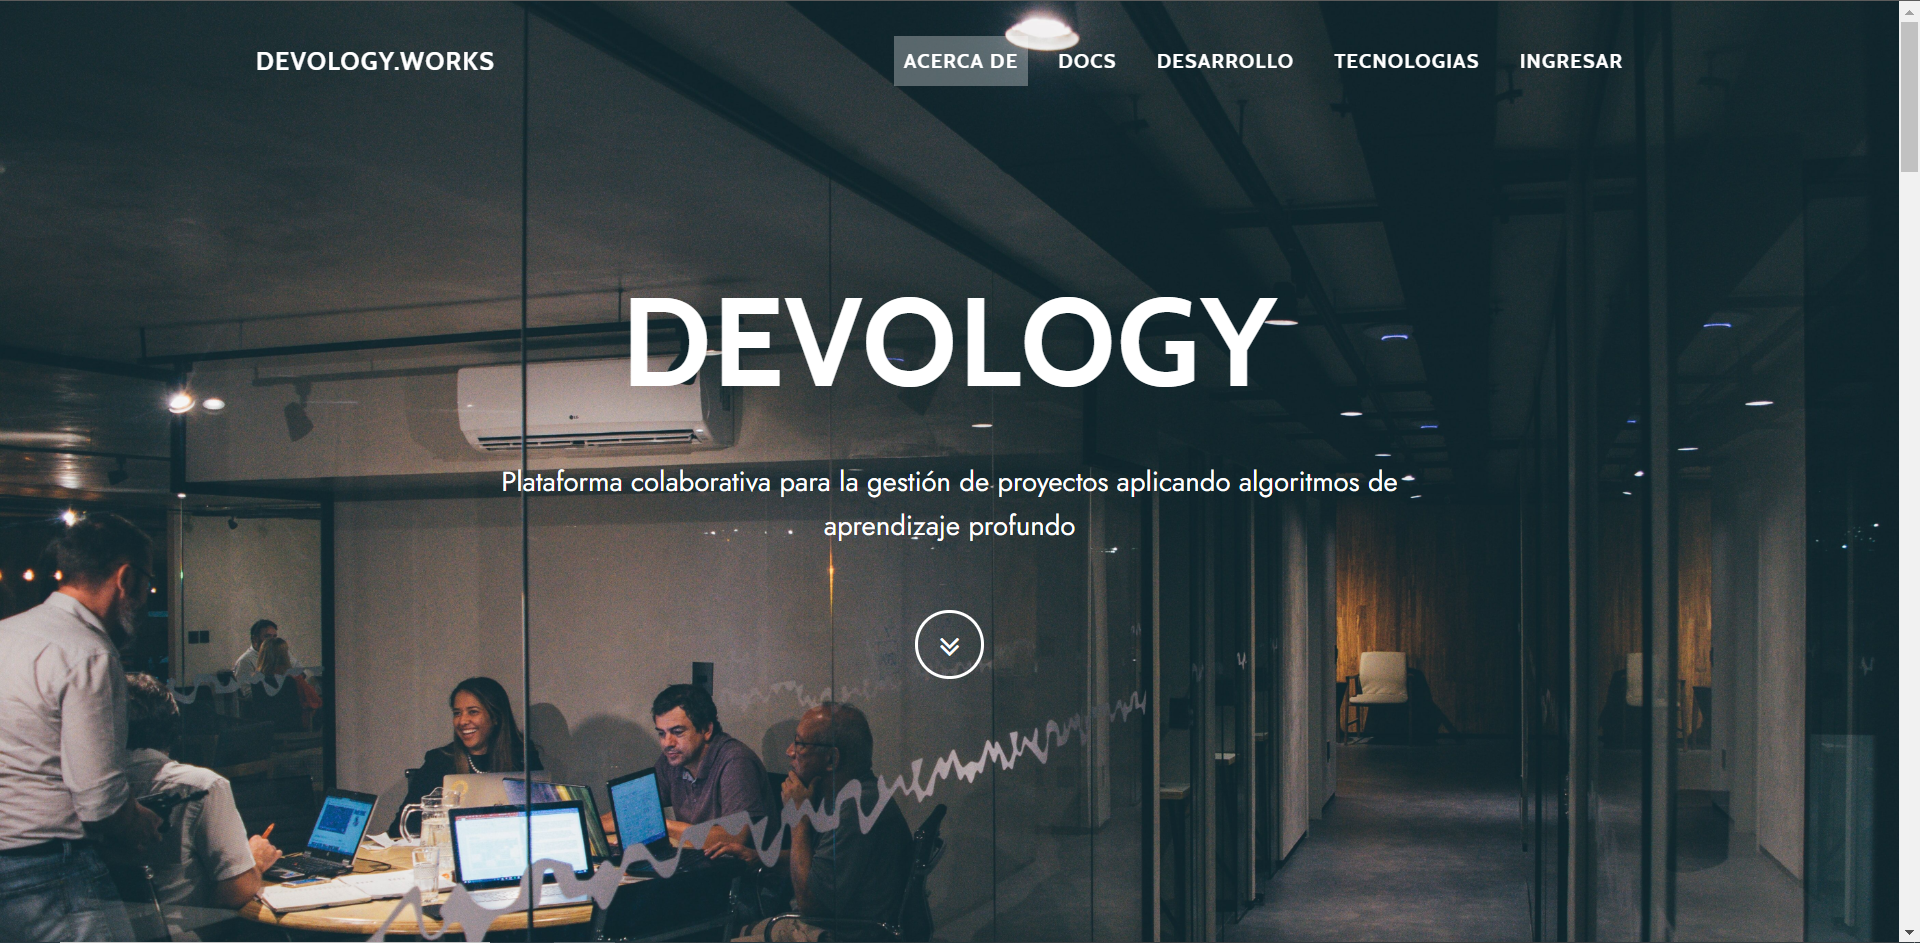 DEVOLOGY.WORKS
ACERCA DE DOCS DESARROLLO TECNOLOGIAS INGRESAR
DEVOLOGY
Plataforma colaborativa para la gestión de proyectos aplicando algoritmos de
aprendizaje profundo